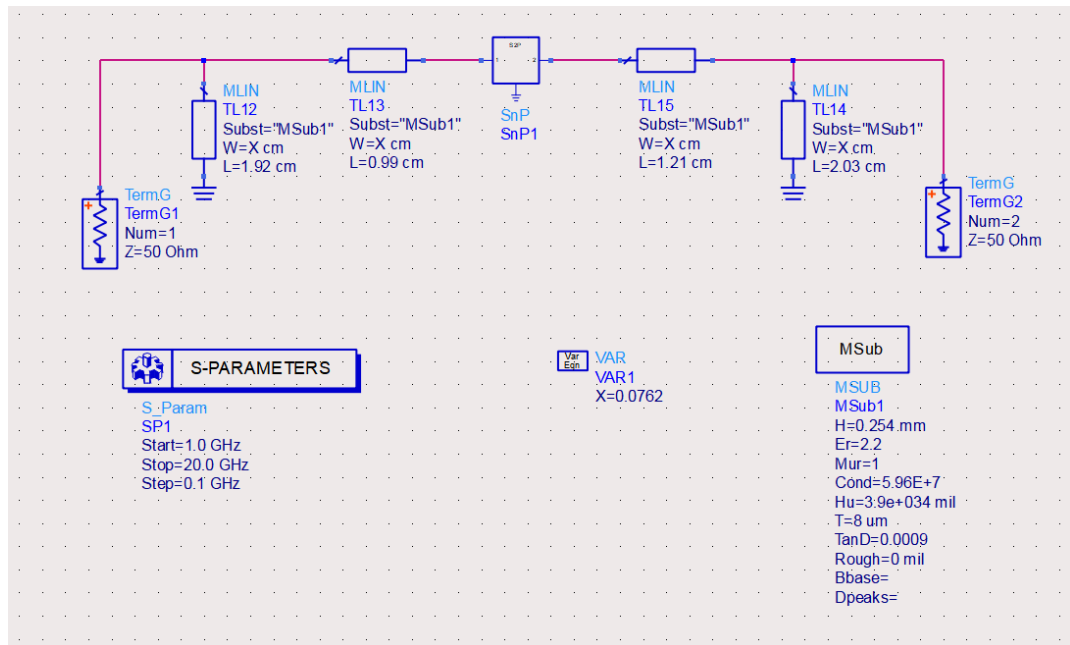 S2P
1
2
SnP
SnP1
MLIN
TL12
Subst="MSub1"
W=X cm
L=1.92 cm
MLIN
TL13
Subst="MSub1"
W=X cm
L=0.99 cm
MLIN
TL15
Subst="MSub1"
W=X cm
L=1.21 cm
MLIN
TL14
Subst="MSub1"
W=X cm
L=2.03 cm
TermG
TermG1
Num=1
Z=50 Ohm
TermG
TermG2
Num=2
Z=50 Ohm
S-PARAMETERS
S_Param
SP1
Start=1.0 GHz
Stop=20.0 GHz
Step=0.1 GHz
Var
Eqn
VAR
VAR1
X=0.0762
MSub
MSUB
MSub1
H=0.254 mm
Er=2.2
Mur=1
Cond=5.96E+7
Hu=3.9e+034 mil
T=8 um
TanD=0.0009
Rough=0 mil
Bbase=
Dpeaks=